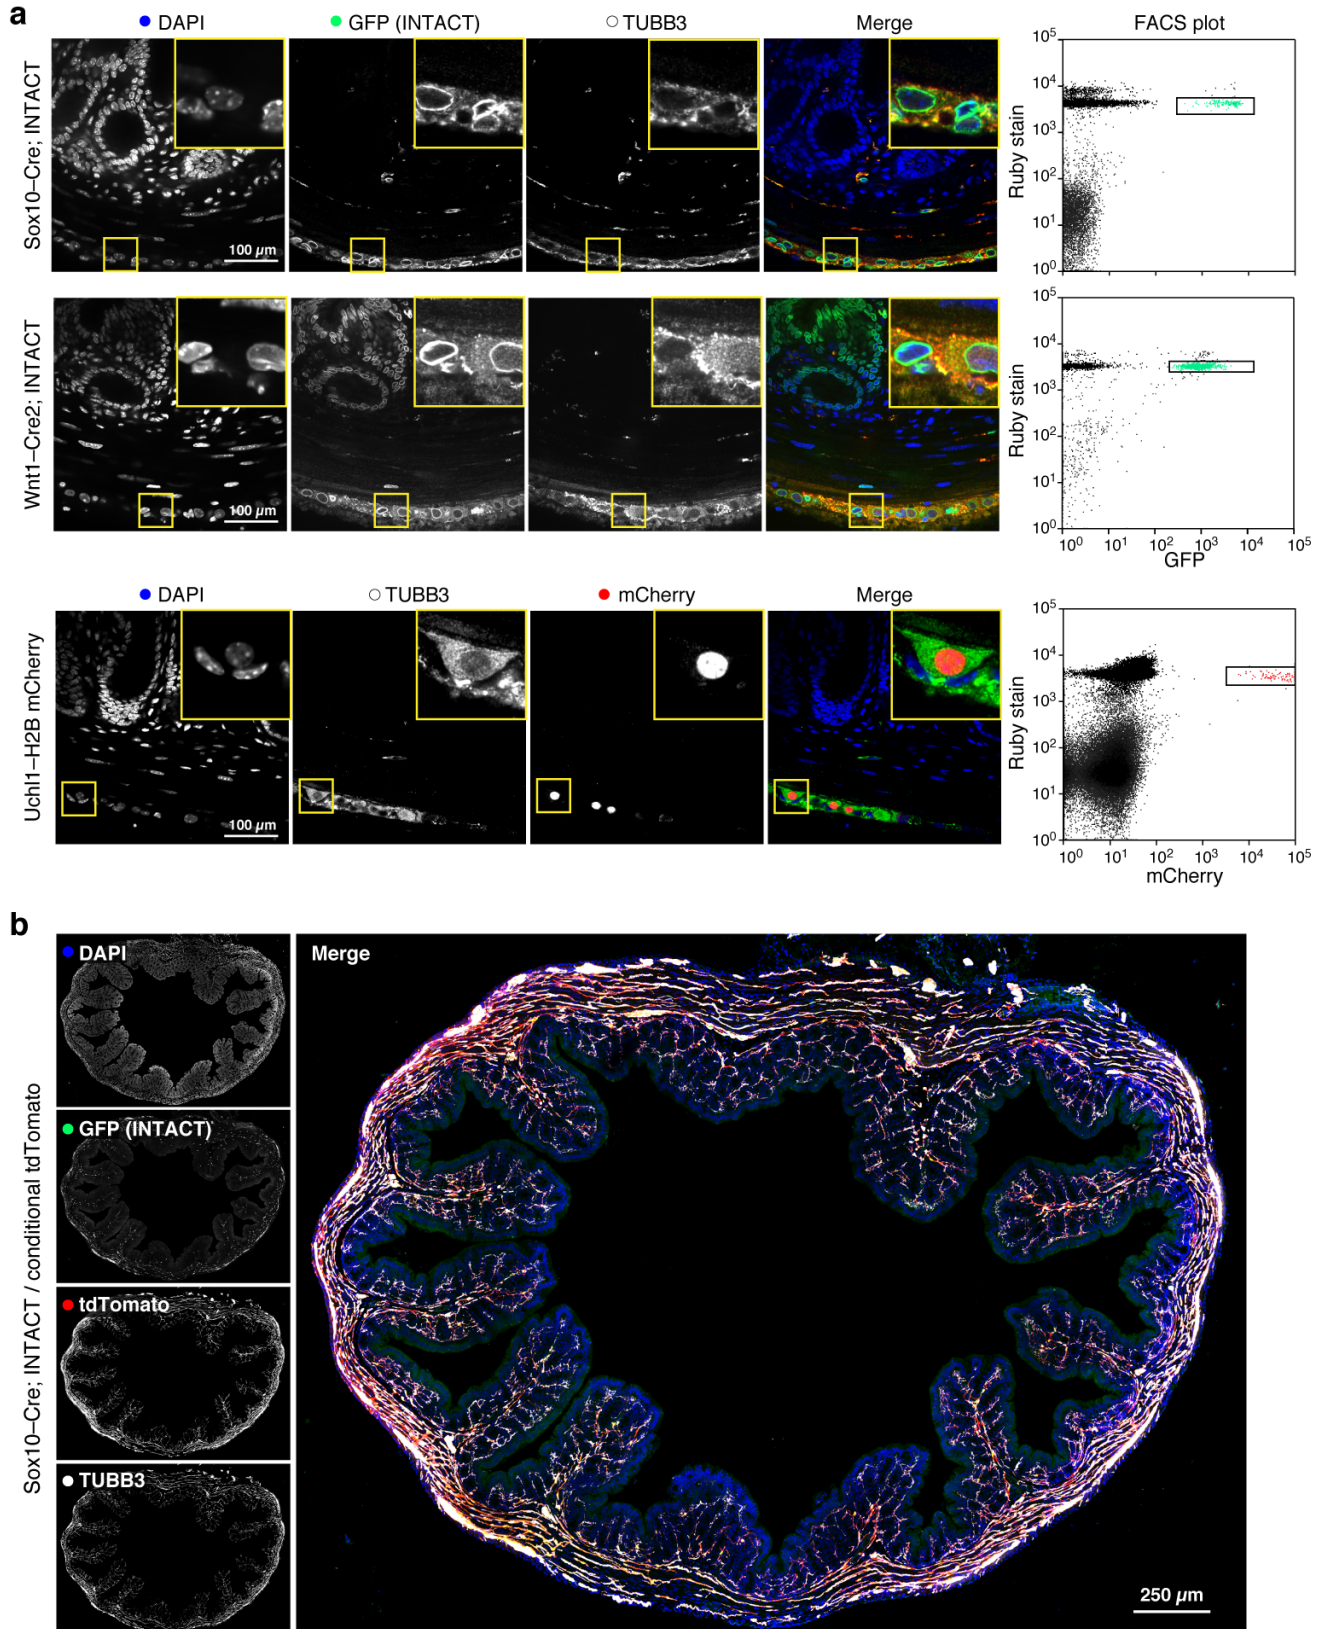 a
DAPI
GFP (INTACT)
TUBB3
Merge
FACS plot
Sox10–Cre; INTACT
100 µm
Ruby stain
10⁵
10⁴
10³
10²
10¹
10⁰
Wnt1–Cre2; INTACT
100 µm
Ruby stain
10⁵
10⁴
10³
10²
10¹
10⁰
10⁰ 10¹ 10² 10³ 10⁴ 10⁵
GFP
DAPI
TUBB3
mCherry
Merge
Uchl1–H2B mCherry
100 µm
Ruby stain
10⁵
10⁴
10³
10²
10¹
10⁰
10⁰ 10¹ 10² 10³ 10⁴ 10⁵
mCherry
b
Sox10–Cre; INTACT / conditional tdTomato
DAPI
GFP (INTACT)
tdTomato
TUBB3
Merge
250 µm